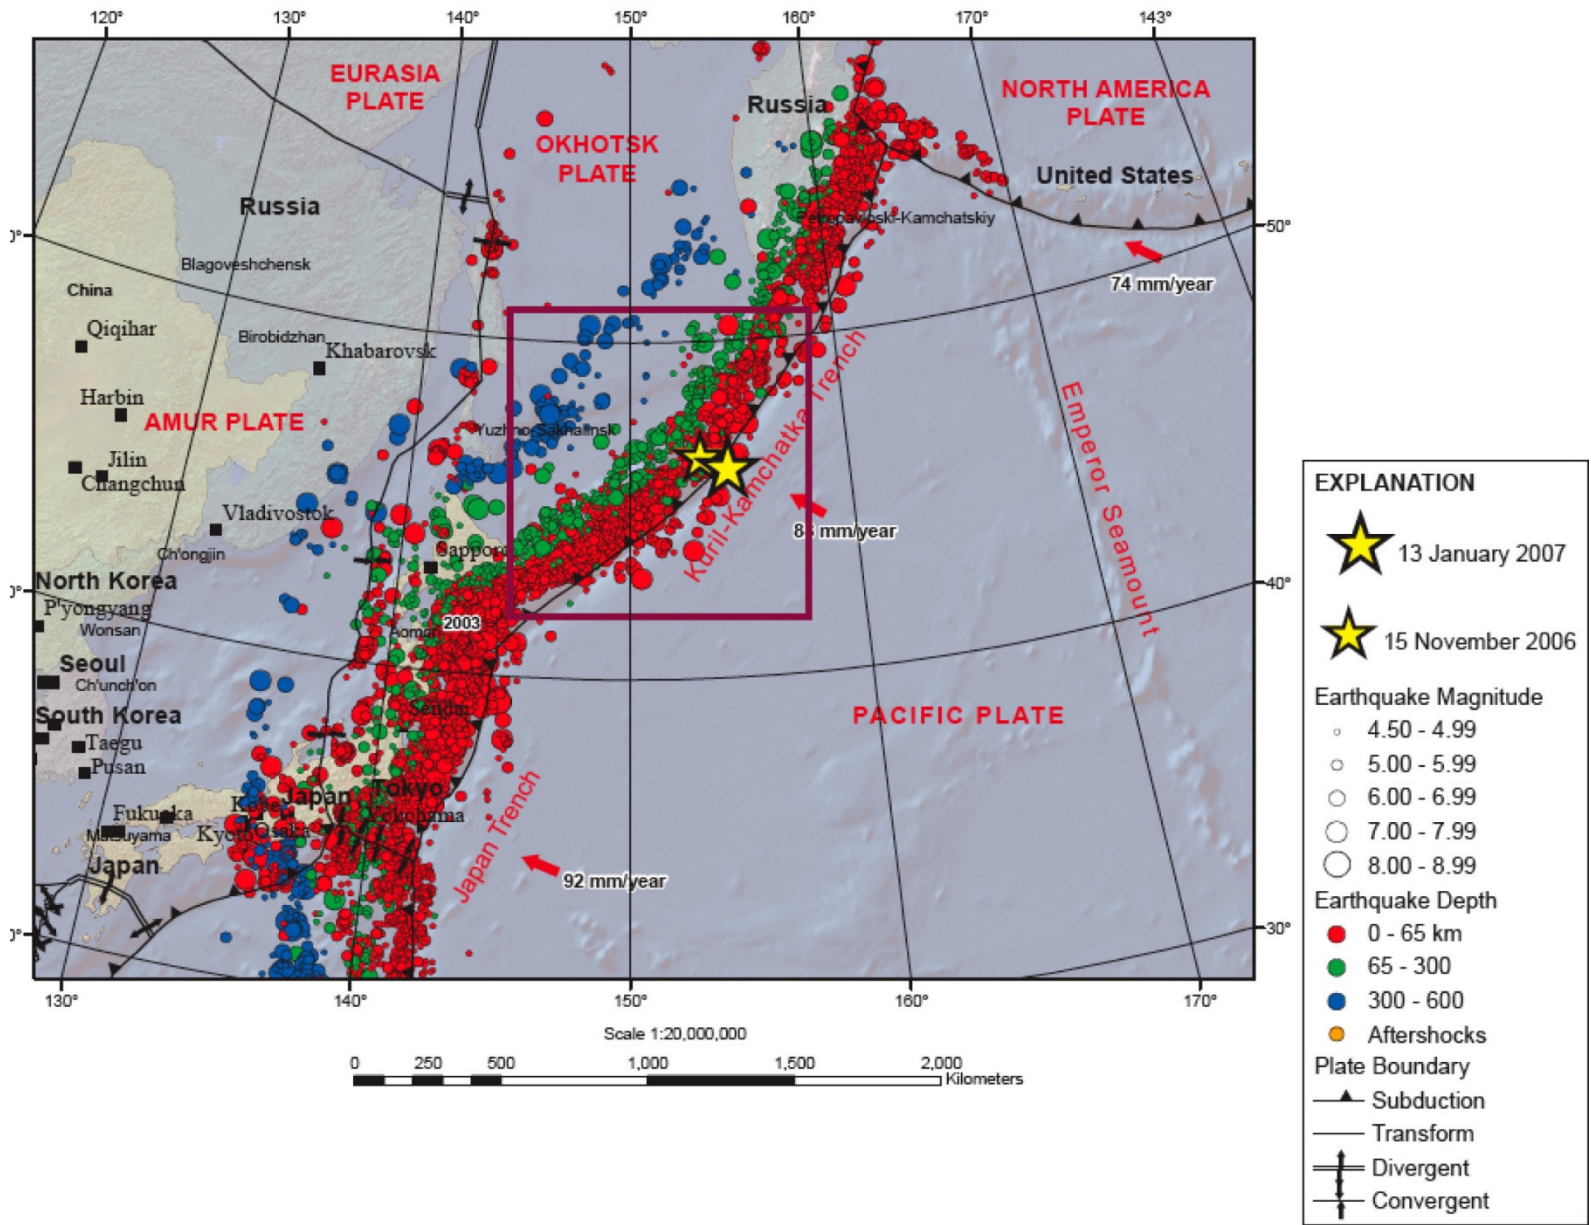 120°
130°
140°
150°
160°
170°
143°
EURASIA
PLATE
OKHOTSK
PLATE
Russia
NORTH AMERICA
PLATE
United States
Russia
Petropavloski-Kamchatskiy
50°
Blagoveshchensk
74 mm/year
China
Qiqihar
Birobidzhan
Khabarovsk
Harbin
AMUR PLATE
Yuzhno-Sakhalinsk
Kuril-Kamchatka Trench
Emperor Seamount
Jilin
Changchun
Vladivostok
Ch'ongjin
Sapporo
North Korea
P'yongyang
Wonsan
2003
40°
Seoul
Ch'unch'on
South Korea
Sendai
PACIFIC PLATE
Taegu
Pusan
Japan
Tokyo
Yokohama
Kobe
Fukuoka
Matsuyama
Kyoto
Osaka
Japan
Japan Trench
92 mm/year
30°
130°
140°
150°
160°
170°
Scale 1:20,000,000
0
250
500
1,000
1,500
2,000
Kilometers
EXPLANATION
13 January 2007
15 November 2006
Earthquake Magnitude
4.50 - 4.99
5.00 - 5.99
6.00 - 6.99
7.00 - 7.99
8.00 - 8.99
Earthquake Depth
0 - 65 km
65 - 300
300 - 600
Aftershocks
Plate Boundary
Subduction
Transform
Divergent
Convergent